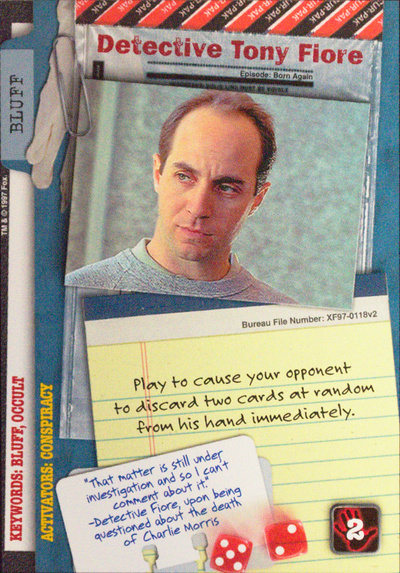 Detective Tony Fiore
Episode: Born Again
BLUFF
TM & © 1997 Fox.
Bureau File Number: XF97-0118v2
Play to cause your opponent
to discard two cards at random
from his hand immediately.
KEYWORDS: BLUFF, OCCULT
ACTIVATORS: CONSPIRACY
"That matter is still under
investigation and so I can't
comment about it."
-Detective Fiore, upon being
questioned about the death
of Charlie Morris
2